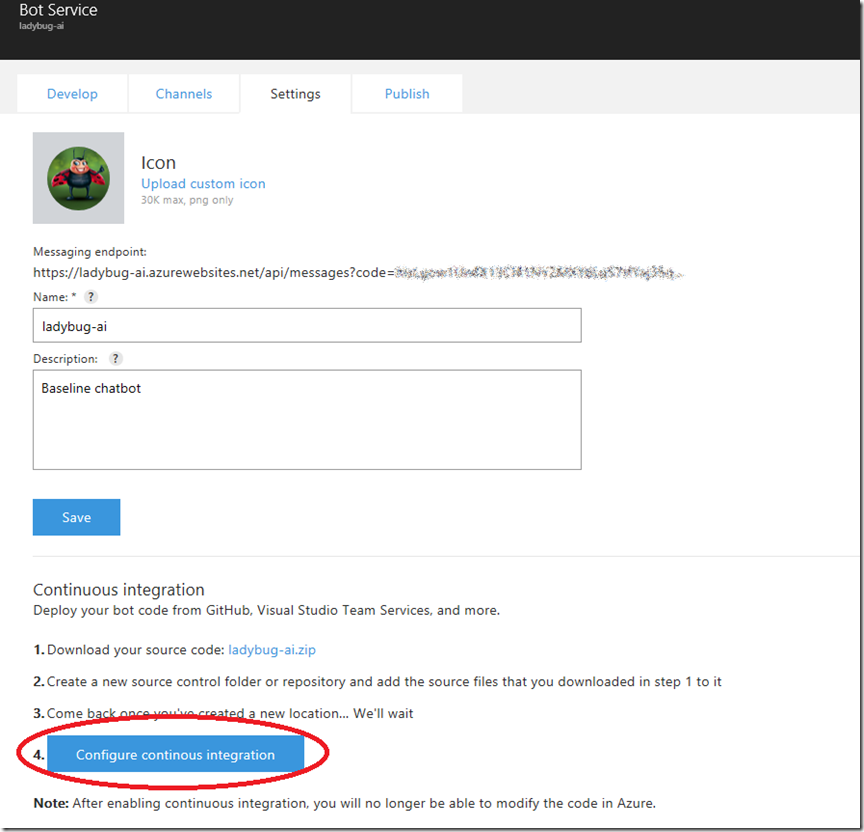 Bot Service
ladybug-ai
Develop
Channels
Settings
Publish
Icon
Upload custom icon
30K max, png only
Messaging endpoint:
https://ladybug-ai.azurewebsites.net/api/messages?code=
Name: * ?
ladybug-ai
Description: ?
Baseline chatbot
Save
Continuous integration
Deploy your bot code from GitHub, Visual Studio Team Services, and more.
1. Download your source code: ladybug-ai.zip
2. Create a new source control folder or repository and add the source files that you downloaded in step 1 to it
3. Come back once you've created a new location... We'll wait
4. Configure continous integration
Note: After enabling continuous integration, you will no longer be able to modify the code in Azure.